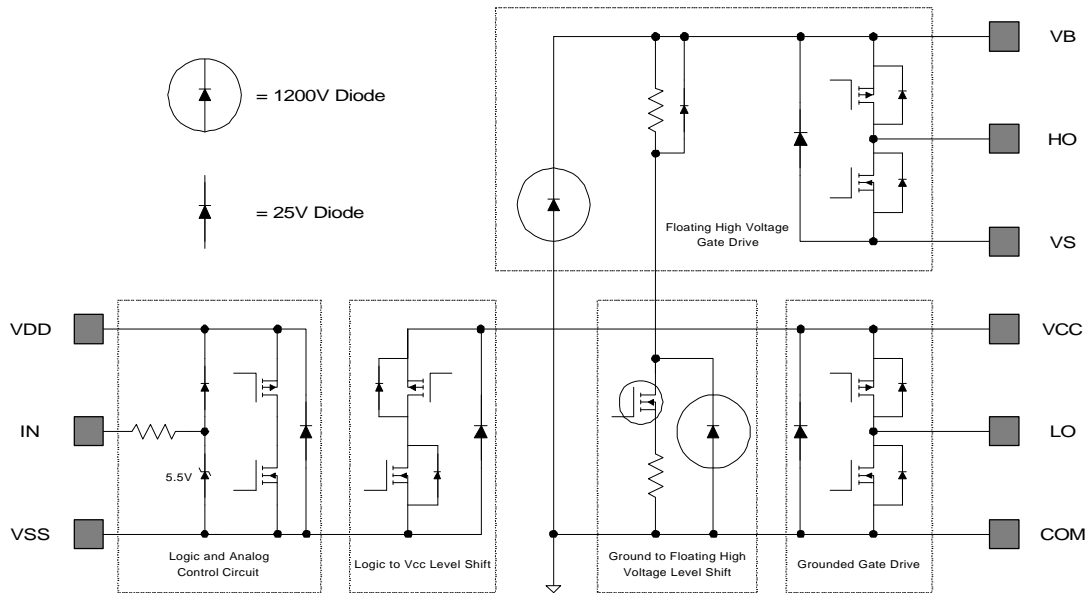 VB
= 1200V Diode
HO
= 25V Diode
Floating High Voltage
Gate Drive
VS
VDD
VCC
IN
LO
5.5V
VSS
COM
Logic and Analog
Control Circuit
Logic to Vcc Level Shift
Ground to Floating High
Voltage Level Shift
Grounded Gate Drive